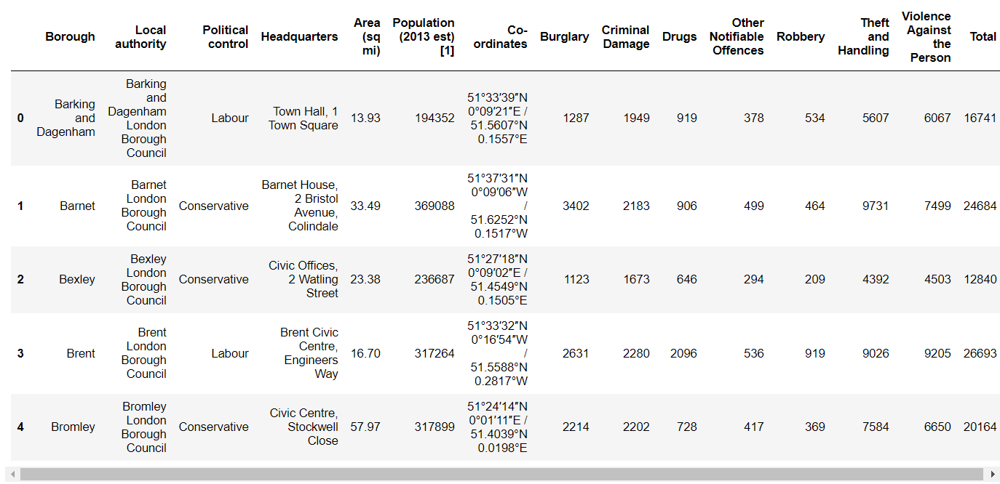 Borough Local authority Political control Headquarters Area (sq mi) Population (2013 est) [1] Co-ordinates Burglary Criminal Damage Drugs Other Notifiable Offences Robbery Theft and Handling Violence Against the Person Total
0 Barking and Dagenham Barking and Dagenham London Borough Council Labour Town Hall, 1 Town Square 13.93 194352 51°33′39″N 0°09′21″E / 51.5607°N 0.1557°E 1287 1949 919 378 534 5607 6067 16741
1 Barnet Barnet London Borough Council Conservative Barnet House, 2 Bristol Avenue, Colindale 33.49 369088 51°37′31″N 0°09′06″W / 51.6252°N 0.1517°W 3402 2183 906 499 464 9731 7499 24684
2 Bexley Bexley London Borough Council Conservative Civic Offices, 2 Watling Street 23.38 236687 51°27′18″N 0°09′02″E / 51.4549°N 0.1505°E 1123 1673 646 294 209 4392 4503 12840
3 Brent Brent London Borough Council Labour Brent Civic Centre, Engineers Way 16.70 317264 51°33′32″N 0°16′54″W / 51.5588°N 0.2817°W 2631 2280 2096 536 919 9026 9205 26693
4 Bromley Bromley London Borough Council Conservative Civic Centre, Stockwell Close 57.97 317899 51°24′14″N 0°01′11″E / 51.4039°N 0.0198°E 2214 2202 728 417 369 7584 6650 20164